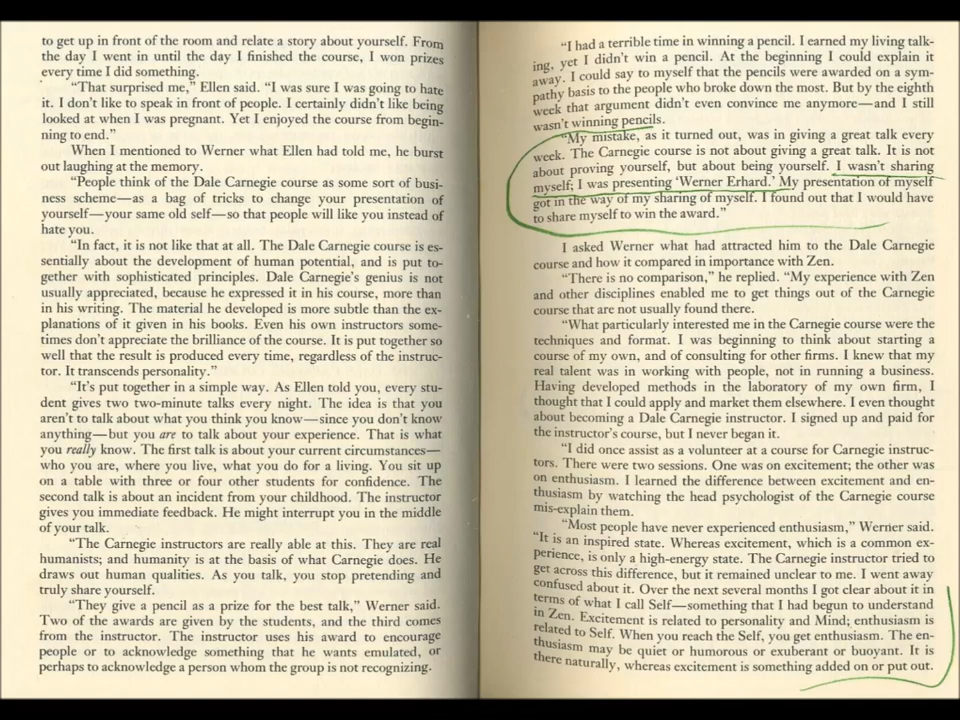 to get up in front of the room and relate a story about yourself. From
the day I went in until the day I finished the course, I won prizes
every time I did something.
"That surprised me," Ellen said. "I was sure I was going to hate
it. I don't like to speak in front of people. I certainly didn't like being
looked at when I was pregnant. Yet I enjoyed the course from begin-
ning to end."
When I mentioned to Werner what Ellen had told me, he burst
out laughing at the memory.
"People think of the Dale Carnegie course as some sort of busi-
ness scheme—as a bag of tricks to change your presentation of
yourself—your same old self—so that people will like you instead of
hate you.
"In fact, it is not like that at all. The Dale Carnegie course is es-
sentially about the development of human potential, and is put to-
gether with sophisticated principles. Dale Carnegie's genius is not
usually appreciated, because he expressed it in his course, more than
in his writing. The material he developed is more subtle than the ex-
planations of it given in his books. Even his own instructors some-
times don't appreciate the brilliance of the course. It is put together so
well that the result is produced every time, regardless of the instruc-
tor. It transcends personality."
"It's put together in a simple way. As Ellen told you, every stu-
dent gives two two-minute talks every night. The idea is that you
aren't to talk about what you think you know—since you don't know
anything—but you are to talk about your experience. That is what
you really know. The first talk is about your current circumstances—
who you are, where you live, what you do for a living. You sit up
on a table with three or four other students for confidence. The
second talk is about an incident from your childhood. The instructor
gives you immediate feedback. He might interrupt you in the middle
of your talk.
"The Carnegie instructors are really able at this. They are real
humanists; and humanity is at the basis of what Carnegie does. He
draws out human qualities. As you talk, you stop pretending and
truly share yourself.
"They give a pencil as a prize for the best talk," Werner said.
Two of the awards are given by the students, and the third comes
from the instructor. The instructor uses his award to encourage
people or to acknowledge something that he wants emulated, or
perhaps to acknowledge a person whom the group is not recognizing.
"I had a terrible time in winning a pencil. I earned my living talk-
ing, yet I didn't win a pencil. At the beginning I could explain it
away. I could say to myself that the pencils were awarded on a sym-
pathy basis to the people who broke down the most. But by the eighth
week that argument didn't even convince me anymore—and I still
wasn't winning pencils.
"My mistake, as it turned out, was in giving a great talk every
week. The Carnegie course is not about giving a great talk. It is not
about proving yourself, but about being yourself. I wasn't sharing
myself; I was presenting 'Werner Erhard.' My presentation of myself
got in the way of my sharing of myself. I found out that I would have
to share myself to win the award."
I asked Werner what had attracted him to the Dale Carnegie
course and how it compared in importance with Zen.
"There is no comparison," he replied. "My experience with Zen
and other disciplines enabled me to get things out of the Carnegie
course that are not usually found there.
"What particularly interested me in the Carnegie course were the
techniques and format. I was beginning to think about starting a
course of my own, and of consulting for other firms. I knew that my
real talent was in working with people, not in running a business.
Having developed methods in the laboratory of my own firm, I
thought that I could apply and market them elsewhere. I even thought
about becoming a Dale Carnegie instructor. I signed up and paid for
the instructor's course, but I never began it.
"I did once assist as a volunteer at a course for Carnegie instruc-
tors. There were two sessions. One was on excitement; the other was
on enthusiasm. I learned the difference between excitement and en-
thusiasm by watching the head psychologist of the Carnegie course
mis-explain them.
"Most people have never experienced enthusiasm," Werner said.
"It is an inspired state. Whereas excitement, which is a common ex-
perience, is only a high-energy state. The Carnegie instructor tried to
get across this difference, but it remained unclear to me. I went away
confused about it. Over the next several months I got clear about it in
terms of what I call Self—something that I had begun to understand
in Zen. Excitement is related to personality and Mind; enthusiasm is
related to Self. When you reach the Self, you get enthusiasm. The en-
thusiasm may be quiet or humorous or exuberant or buoyant. It is
there naturally, whereas excitement is something added on or put out.